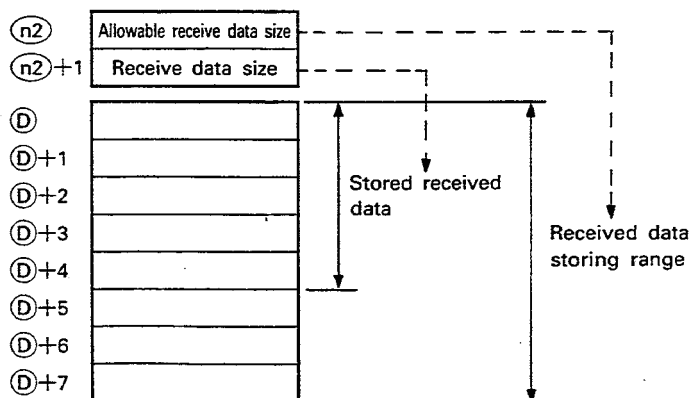 n2 Allowable receive data size
n2+1 Receive data size
D
D+1
D+2
D+3
D+4
D+5
D+6
D+7
Stored received
data
Received data
storing range